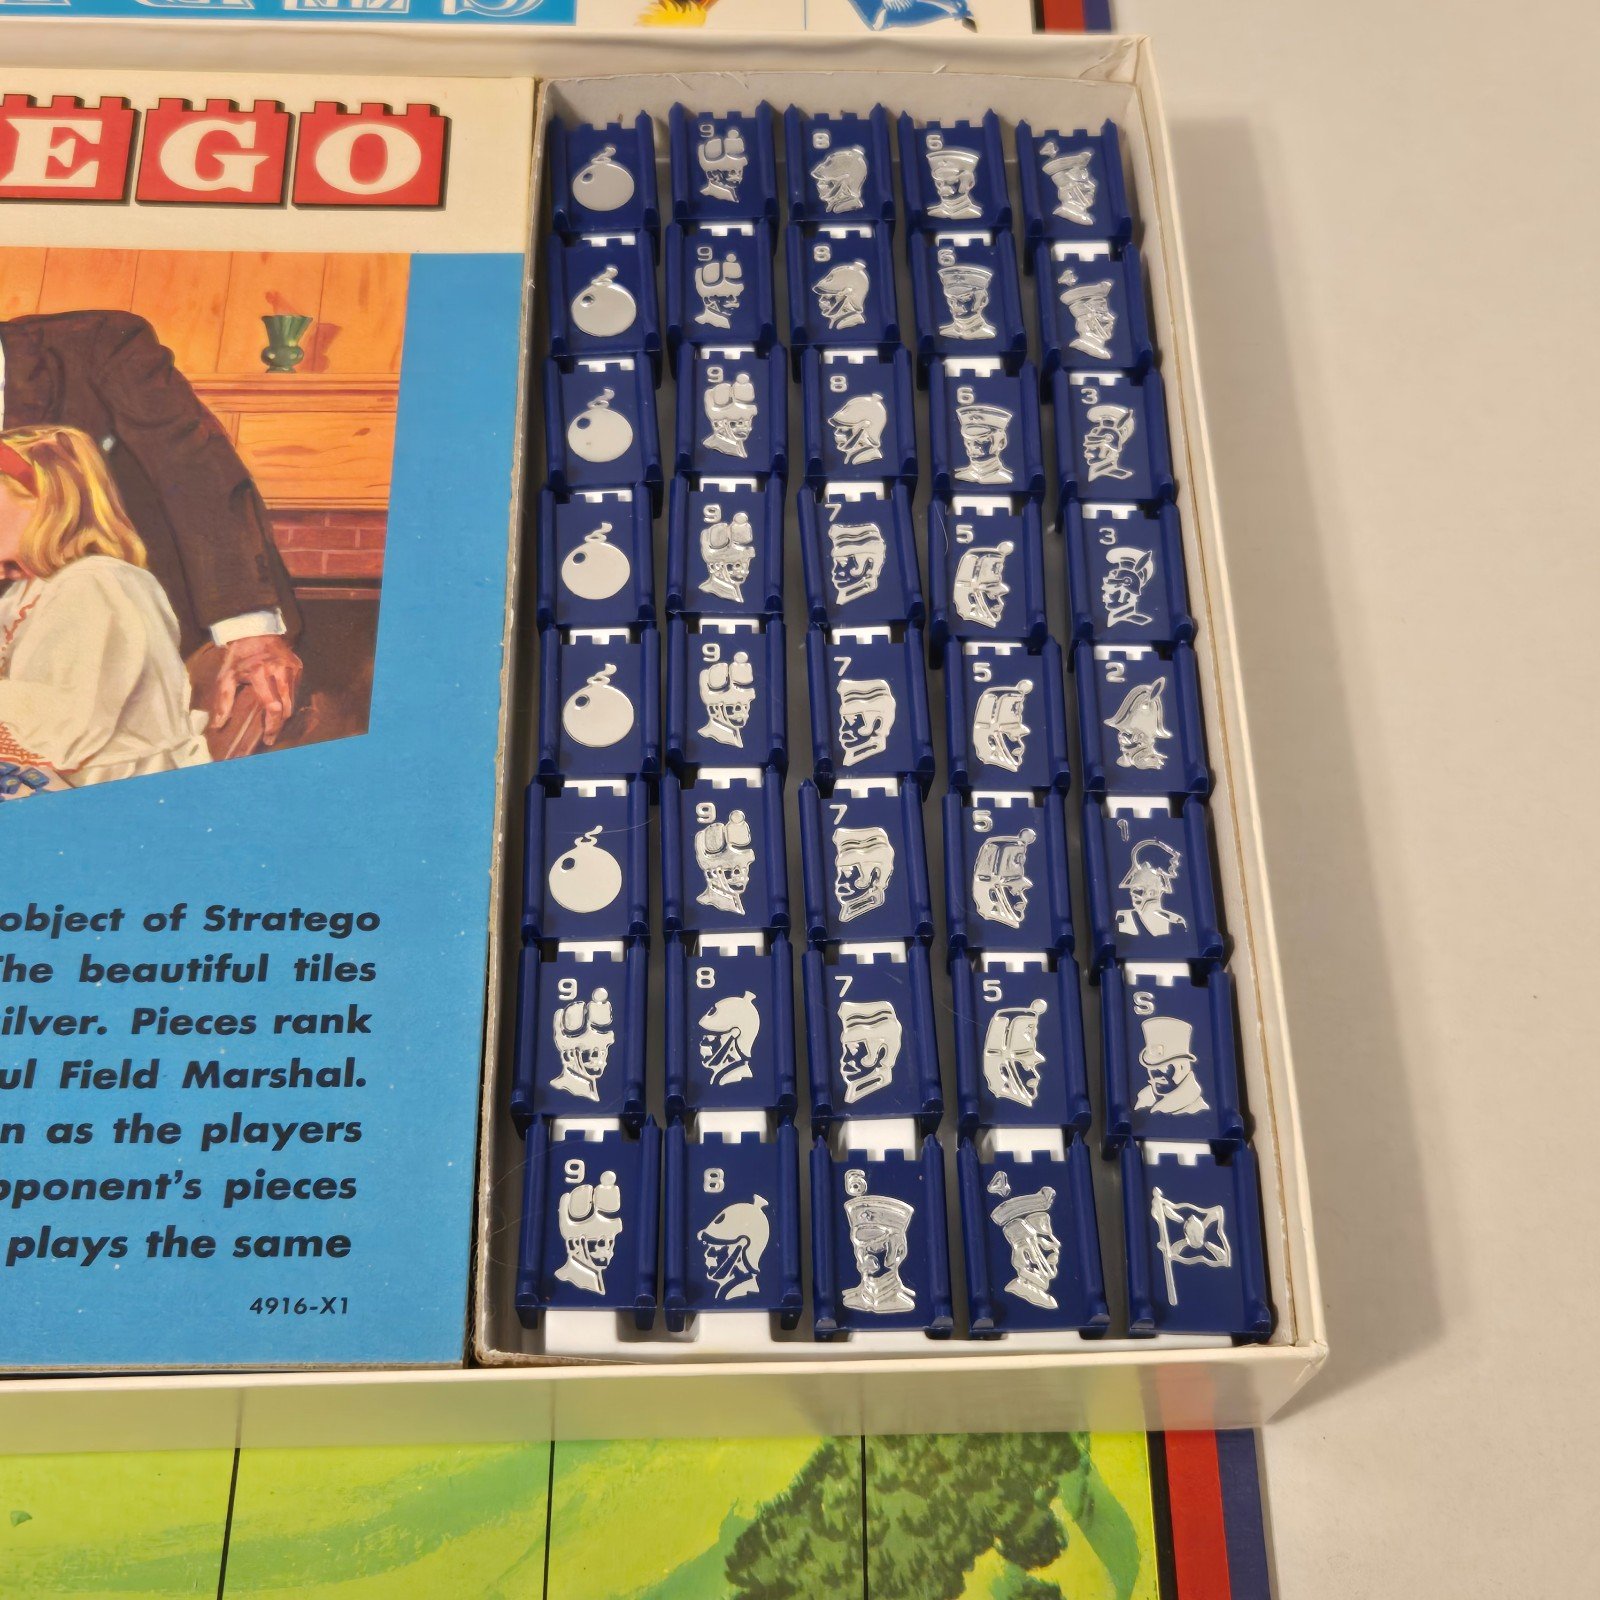 EGO
9 8 6 4
9 8 6 4
9 8 6 3
9 7 5 3
9 7 5 2
9 7 5 1
9 8 7 5 S
9 8 6 4
object of Stratego
The beautiful tiles
ilver. Pieces rank
ul Field Marshal.
n as the players
pponent's pieces
plays the same
4916-X1